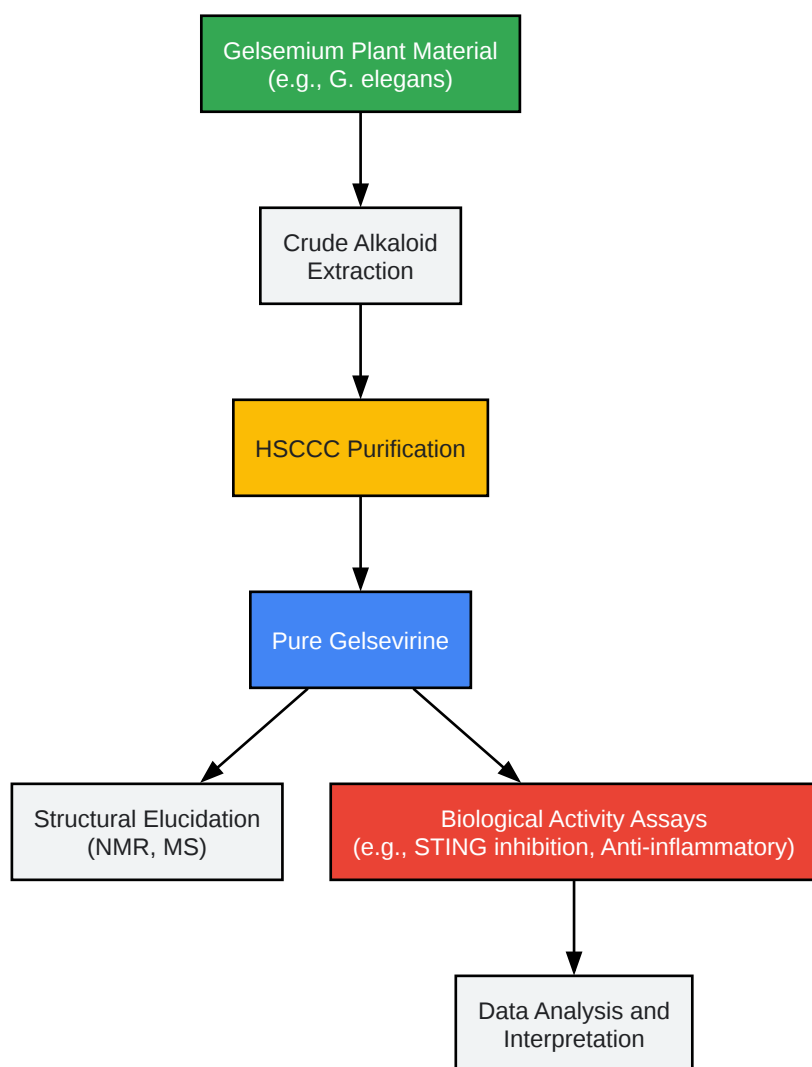 Gelsemium Plant Material
(e.g., G. elegans)
Crude Alkaloid
Extraction
HSCCC Purification
Pure Gelsevirine
Structural Elucidation
(NMR, MS)
Biological Activity Assays
(e.g., STING inhibition, Anti-inflammatory)
Data Analysis and
Interpretation